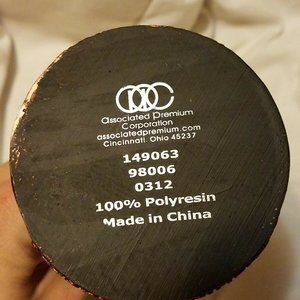 associated Premium
Corporation
associatedpremium.com
Cincinnati, Ohio 45237
149063
98006
0312
100% Polyresin
Made in China